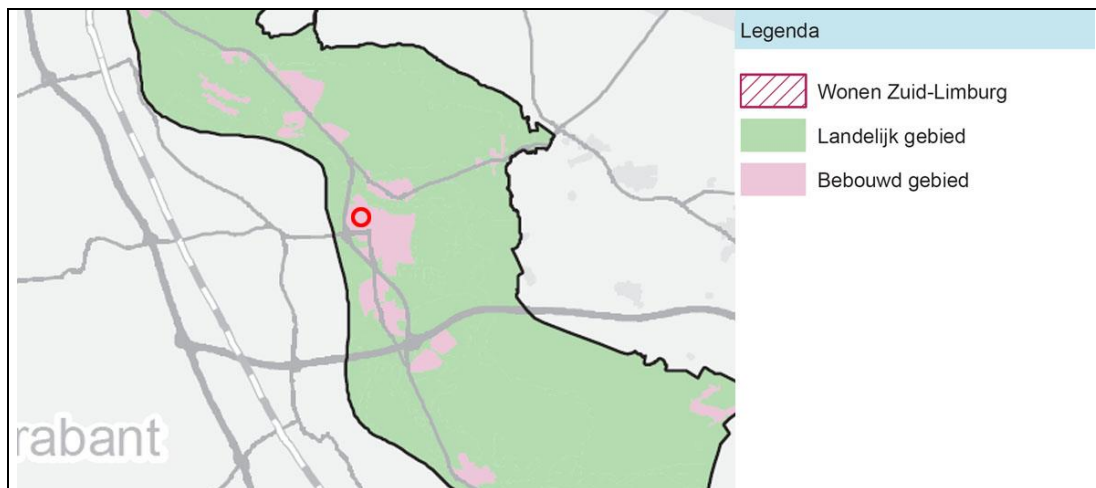 Legenda
Wonen Zuid-Limburg
Landelijk gebied
Bebouwd gebied
rabant